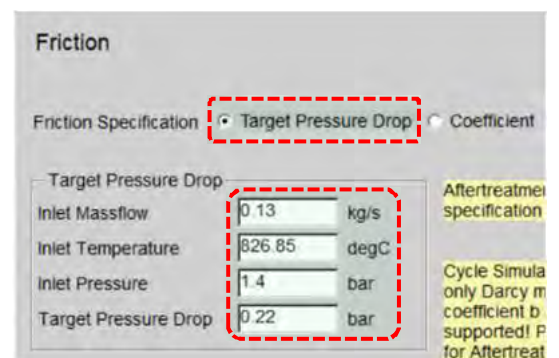 Friction
Friction Specification Target Pressure Drop Coefficient
Target Pressure Drop
Inlet Massflow 0.13 kg/s
Inlet Temperature 826.85 degC
Inlet Pressure 1.4 bar
Target Pressure Drop 0.22 bar
specification
Cycle Simula
only Darcy m
coefficient b
supported! P
for Aftertreat